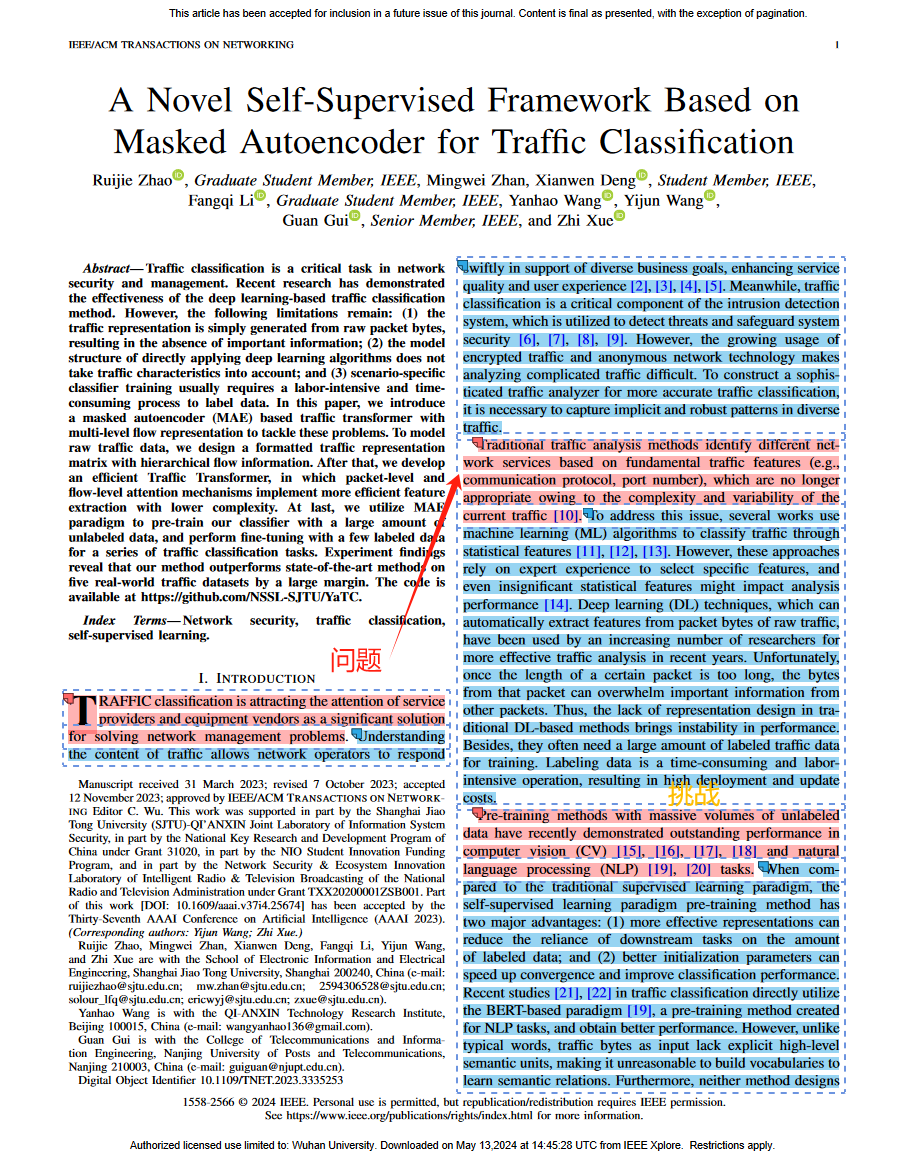 This article has been accepted for inclusion in a future issue of this journal. Content is final as presented, with the exception of pagination.
IEEE/ACM TRANSACTIONS ON NETWORKING
1
A Novel Self-Supervised Framework Based on
Masked Autoencoder for Traffic Classification
Ruijie Zhao, Graduate Student Member, IEEE, Mingwei Zhan, Xianwen Deng, Student Member, IEEE,
Fangqi Li, Graduate Student Member, IEEE, Yanhao Wang, Yijun Wang,
Guan Gui, Senior Member, IEEE, and Zhi Xue
Abstract—Traffic classification is a critical task in network
security and management. Recent research has demonstrated
the effectiveness of the deep learning-based traffic classification
method. However, the following limitations remain: (1) the
traffic representation is simply generated from raw packet bytes,
resulting in the absence of important information; (2) the model
structure of directly applying deep learning algorithms does not
take traffic characteristics into account; and (3) scenario-specific
classifier training usually requires a labor-intensive and time-
consuming process to label data. In this paper, we introduce
a masked autoencoder (MAE) based traffic transformer with
multi-level flow representation to tackle these problems. To model
raw traffic data, we design a formatted traffic representation
matrix with hierarchical flow information. After that, we develop
an efficient Traffic Transformer, in which packet-level and
flow-level attention mechanisms implement more efficient feature
extraction with lower complexity. At last, we utilize MAE
paradigm to pre-train our classifier with a large amount of
unlabeled data, and perform fine-tuning with a few labeled data
for a series of traffic classification tasks. Experiment findings
reveal that our method outperforms state-of-the-art methods on
five real-world traffic datasets by a large margin. The code is
available at https://github.com/NSSL-SJTU/YaTC.
Index Terms—Network security, traffic classification,
self-supervised learning.
问题
I. INTRODUCTION
TRAFFIC classification is attracting the attention of service
providers and equipment vendors as a significant solution
for solving network management problems. Understanding
the content of traffic allows network operators to respond
Manuscript received 31 March 2023; revised 7 October 2023; accepted
12 November 2023; approved by IEEE/ACM TRANSACTIONS ON NETWORK-
ING Editor C. Wu. This work was supported in part by the Shanghai Jiao
Tong University (SJTU)-QI'ANXIN Joint Laboratory of Information System
Security, in part by the National Key Research and Development Program of
China under Grant 31020, in part by the NIO Student Innovation Funding
Program, and in part by the Network Security & Ecosystem Innovation
Laboratory of Intelligent Radio & Television Broadcasting of the National
Radio and Television Administration under Grant TXX20200001ZSB001. Part
of this work [DOI: 10.1609/aaai.v37i4.25674] has been accepted by the
Thirty-Seventh AAAI Conference on Artificial Intelligence (AAAI 2023).
(Corresponding authors: Yijun Wang; Zhi Xue.)
Ruijie Zhao, Mingwei Zhan, Xianwen Deng, Fangqi Li, Yijun Wang,
and Zhi Xue are with the School of Electronic Information and Electrical
Engineering, Shanghai Jiao Tong University, Shanghai 200240, China (e-mail:
ruijiezhao@sjtu.edu.cn; mw.zhan@sjtu.edu.cn; 2594306528@sjtu.edu.cn;
solour_lfq@sjtu.edu.cn; ericwyj@sjtu.edu.cn; zxue@sjtu.edu.cn).
Yanhao Wang is with the QI-ANXIN Technology Research Institute,
Beijing 100015, China (e-mail: wangyanhao136@gmail.com).
Guan Gui is with the College of Telecommunications and Informa-
tion Engineering, Nanjing University of Posts and Telecommunications,
Nanjing 210003, China (e-mail: guiguan@njupt.edu.cn).
Digital Object Identifier 10.1109/TNET.2023.3335253
swiftly in support of diverse business goals, enhancing service
quality and user experience [2], [3], [4], [5]. Meanwhile, traffic
classification is a critical component of the intrusion detection
system, which is utilized to detect threats and safeguard system
security [6], [7], [8], [9]. However, the growing usage of
encrypted traffic and anonymous network technology makes
analyzing complicated traffic difficult. To construct a sophis-
ticated traffic analyzer for more accurate traffic classification,
it is necessary to capture implicit and robust patterns in diverse
traffic.
Traditional traffic analysis methods identify different net-
work services based on fundamental traffic features (e.g.,
communication protocol, port number), which are no longer
appropriate owing to the complexity and variability of the
current traffic [10]. To address this issue, several works use
machine learning (ML) algorithms to classify traffic through
statistical features [11], [12], [13]. However, these approaches
rely on expert experience to select specific features, and
even insignificant statistical features might impact analysis
performance [14]. Deep learning (DL) techniques, which can
automatically extract features from packet bytes of raw traffic,
have been used by an increasing number of researchers for
more effective traffic analysis in recent years. Unfortunately,
once the length of a certain packet is too long, the bytes
from that packet can overwhelm important information from
other packets. Thus, the lack of representation design in tra-
ditional DL-based methods brings instability in performance.
Besides, they often need a large amount of labeled traffic data
for training. Labeling data is a time-consuming and labor-
intensive operation, resulting in high deployment and update
costs.
挑战
Pre-training methods with massive volumes of unlabeled
data have recently demonstrated outstanding performance in
computer vision (CV) [15], [16], [17], [18] and natural
language processing (NLP) [19], [20] tasks. When com-
pared to the traditional supervised learning paradigm, the
self-supervised learning paradigm pre-training method has
two major advantages: (1) more effective representations can
reduce the reliance of downstream tasks on the amount
of labeled data; and (2) better initialization parameters can
speed up convergence and improve classification performance.
Recent studies [21], [22] in traffic classification directly utilize
the BERT-based paradigm [19], a pre-training method created
for NLP tasks, and obtain better performance. However, unlike
typical words, traffic bytes as input lack explicit high-level
semantic units, making it unreasonable to build vocabularies to
learn semantic relations. Furthermore, neither method designs
1558-2566 © 2024 IEEE. Personal use is permitted, but republication/redistribution requires IEEE permission.
See https://www.ieee.org/publications/rights/index.html for more information.
Authorized licensed use limited to: Wuhan University. Downloaded on May 13,2024 at 14:45:28 UTC from IEEE Xplore. Restrictions apply.